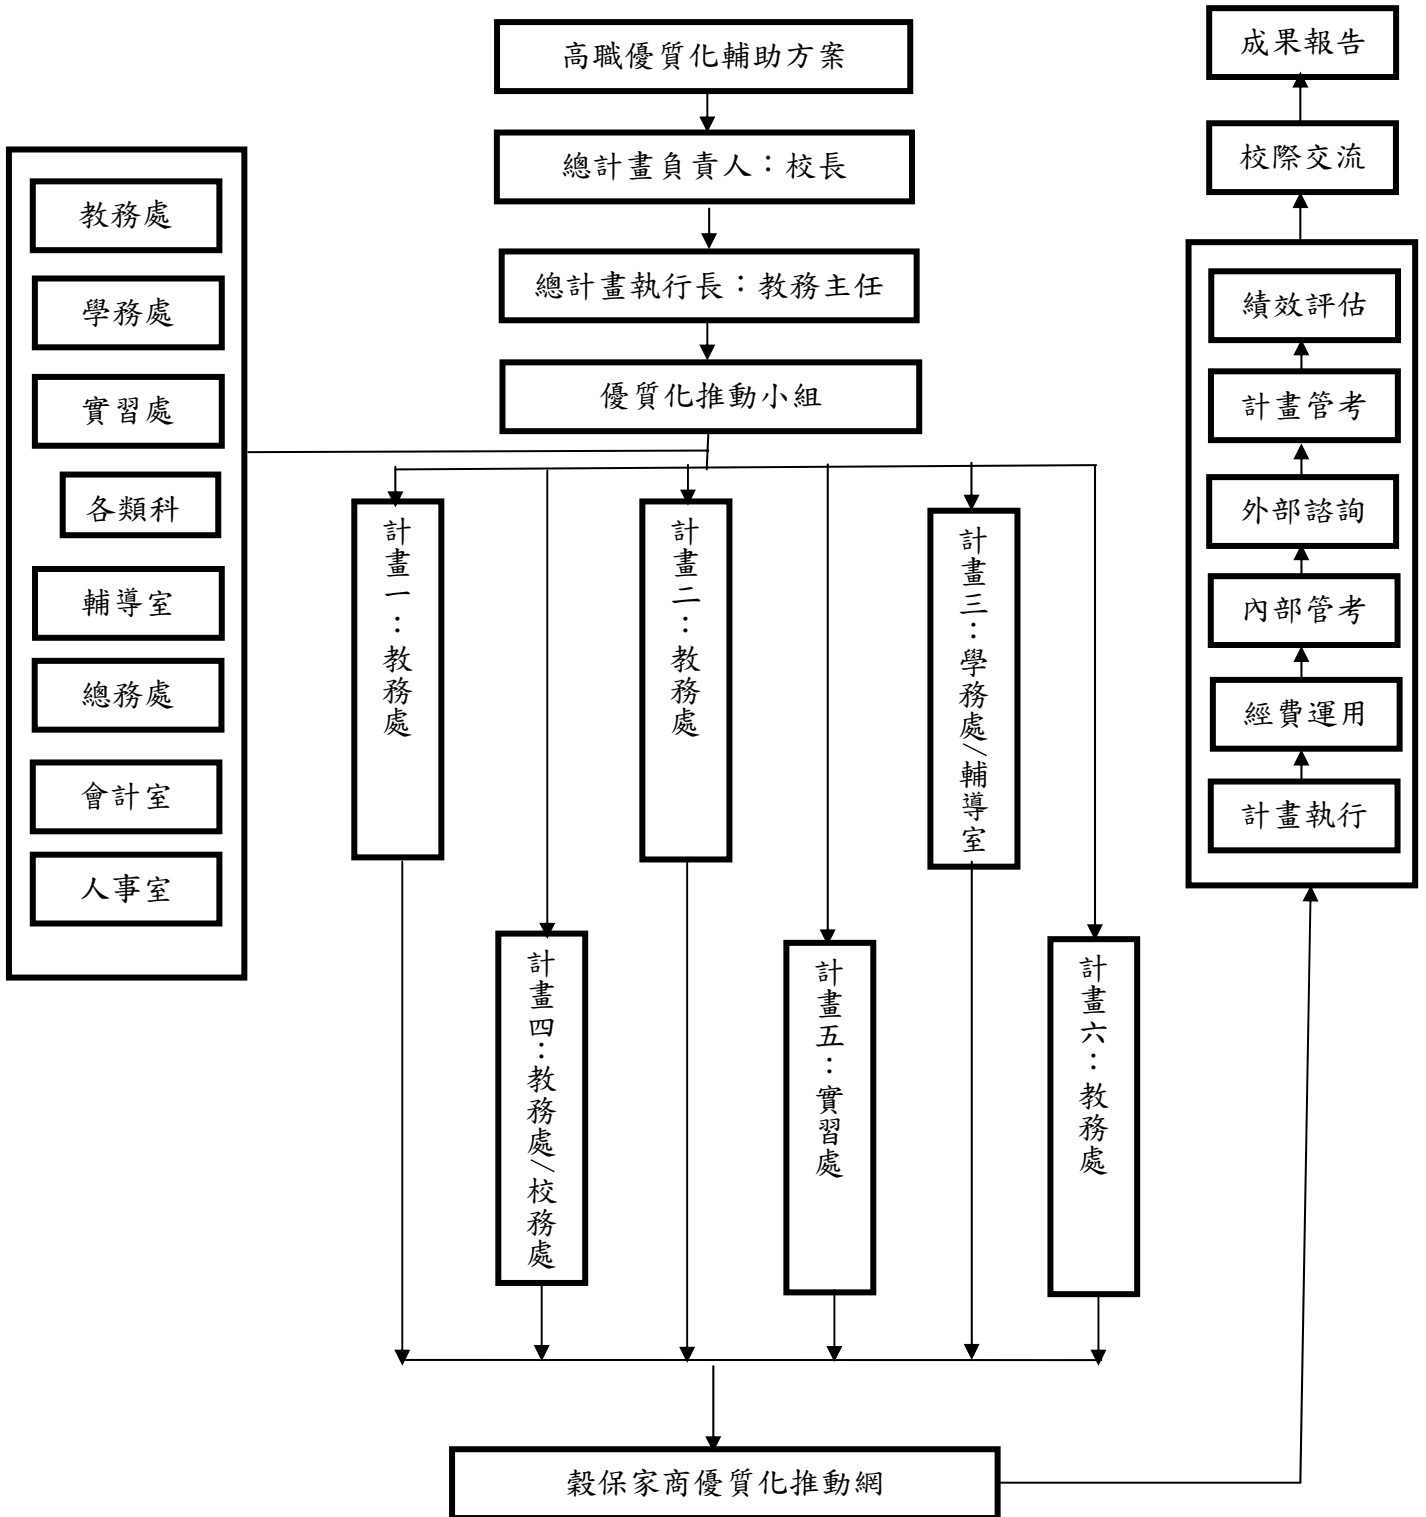 高職優質化輔助方案
總計畫負責人：校長
總計畫執行長：教務主任
優質化推動小組
教務處
學務處
實習處
各類科
輔導室
總務處
會計室
人事室
計畫一：教務處
計畫二：教務處
計畫三：學務處/輔導室
計畫四：教務處/校務處
計畫五：實習處
計畫六：教務處
穀保家商優質化推動網
成果報告
校際交流
績效評估
計畫管考
外部諮詢
內部管考
經費運用
計畫執行